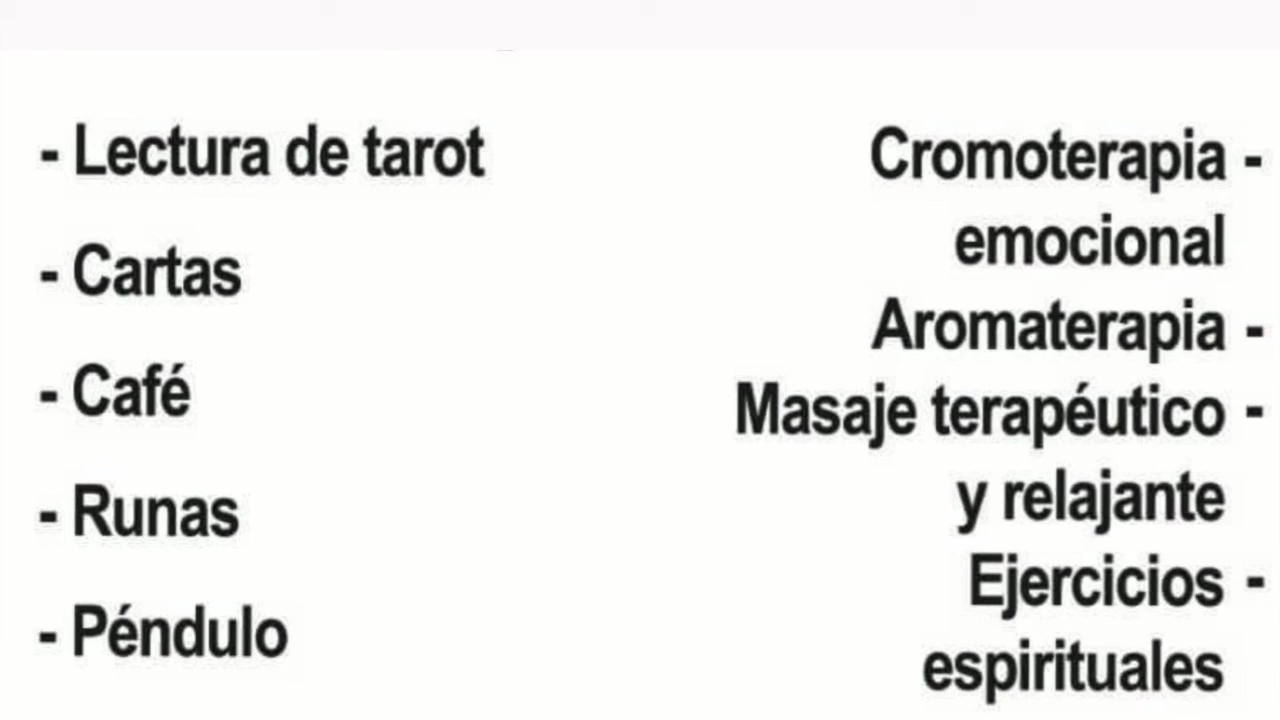 - Lectura de tarot
- Cartas
- Café
- Runas
- Péndulo
Cromoterapia -
emocional
Aromaterapia -
Masaje terapéutico -
y relajante
Ejercicios -
espirituales